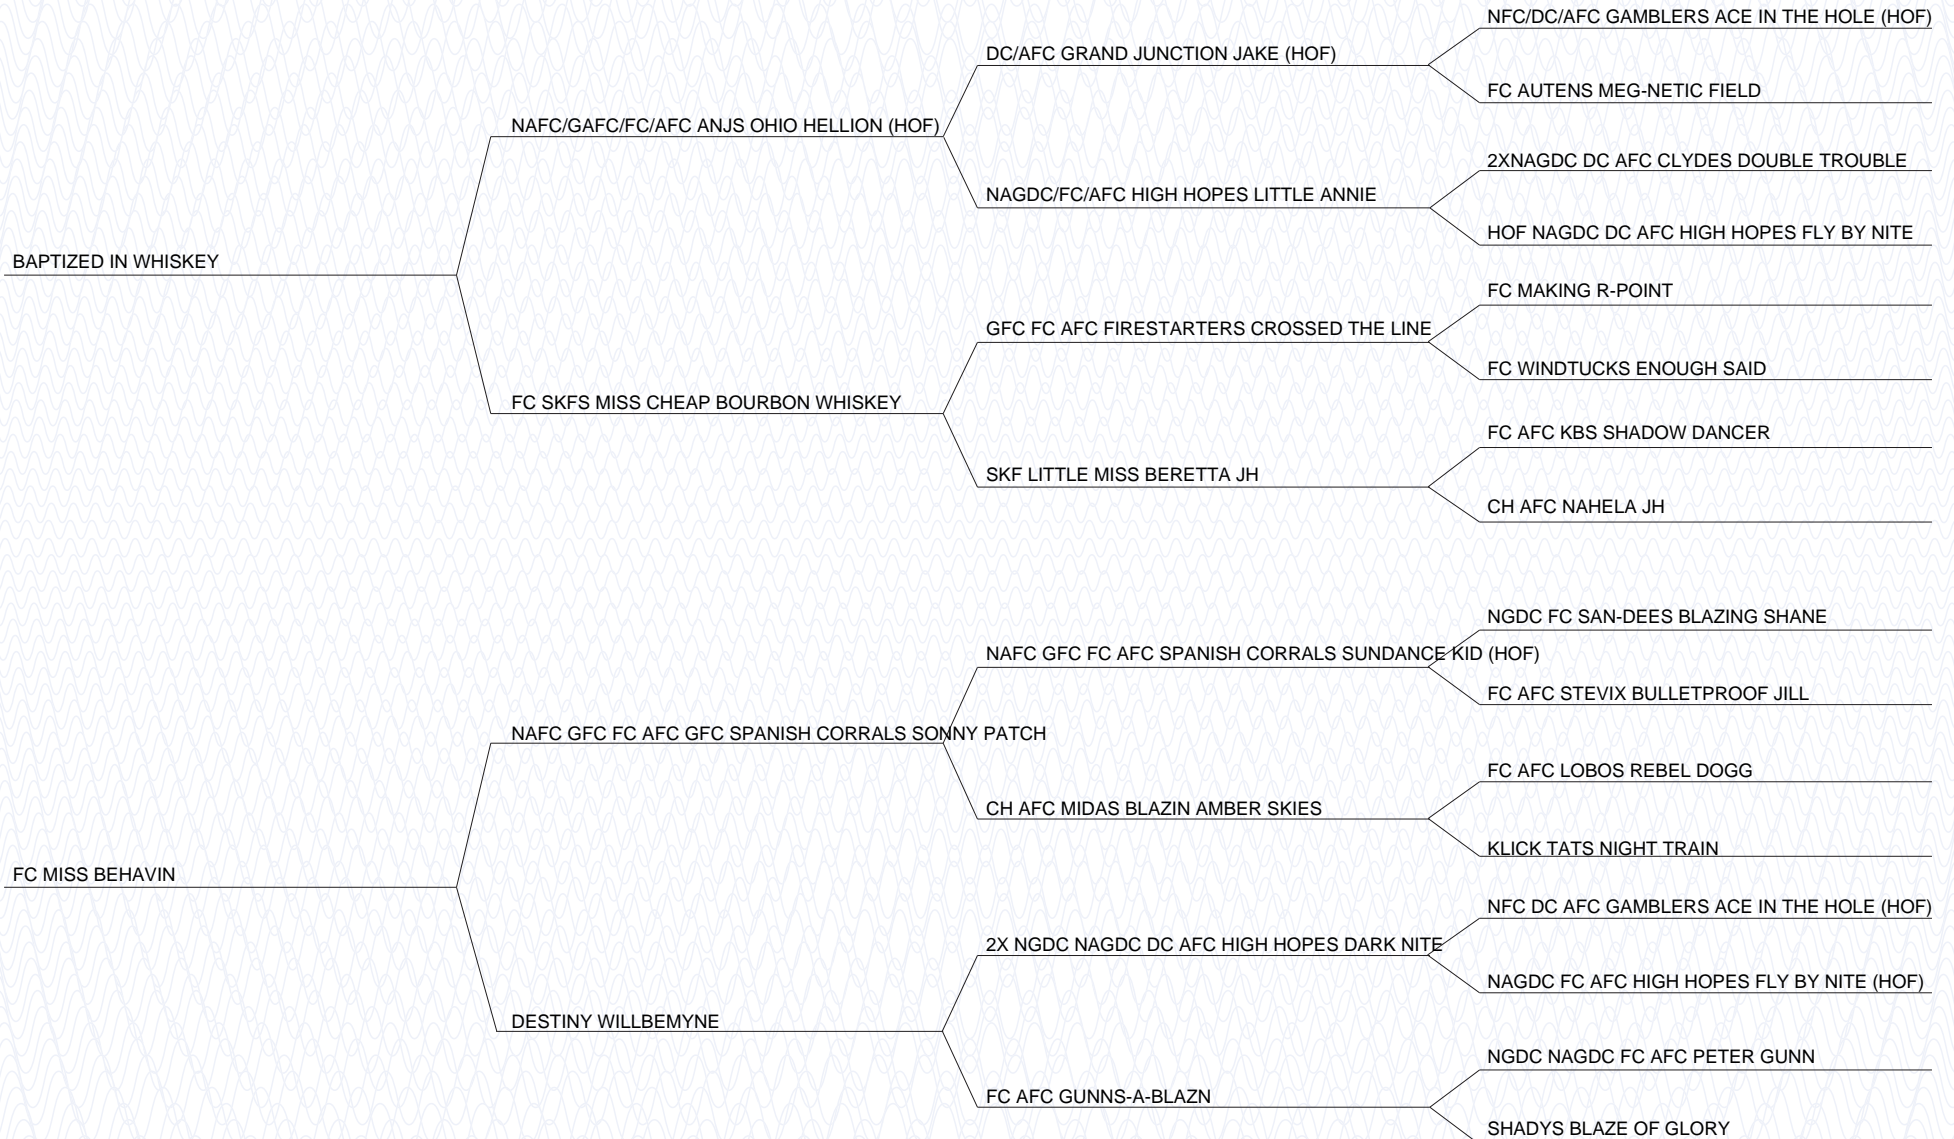 NFC/DC/AFC GAMBLERS ACE IN THE HOLE (HOF)
DC/AFC GRAND JUNCTION JAKE (HOF)
FC AUTENS MEG-NETIC FIELD
NAFC/GAFC/FC/AFC ANJS OHIO HELLION (HOF)
2XNAGDC DC AFC CLYDES DOUBLE TROUBLE
NAGDC/FC/AFC HIGH HOPES LITTLE ANNIE
HOF NAGDC DC AFC HIGH HOPES FLY BY NITE
BAPTIZED IN WHISKEY
FC MAKING R-POINT
GFC FC AFC FIRESTARTERS CROSSED THE LINE
FC WINDTUCKS ENOUGH SAID
FC SKFS MISS CHEAP BOURBON WHISKEY
FC AFC KBS SHADOW DANCER
SKF LITTLE MISS BERETTA JH
CH AFC NAHELA JH
NGDC FC SAN-DEES BLAZING SHANE
NAFC GFC FC AFC SPANISH CORRALS SUNDANCE KID (HOF)
FC AFC STEVIX BULLETPROOF JILL
NAFC GFC FC AFC GFC SPANISH CORRALS SONNY PATCH
FC AFC LOBOS REBEL DOGG
CH AFC MIDAS BLAZIN AMBER SKIES
KLICK TATS NIGHT TRAIN
FC MISS BEHAVIN
NFC DC AFC GAMBLERS ACE IN THE HOLE (HOF)
2X NGDC NAGDC DC AFC HIGH HOPES DARK NITE
NAGDC FC AFC HIGH HOPES FLY BY NITE (HOF)
DESTINY WILLBEMYNE
NGDC NAGDC FC AFC PETER GUNN
FC AFC GUNNS-A-BLAZN
SHADYS BLAZE OF GLORY